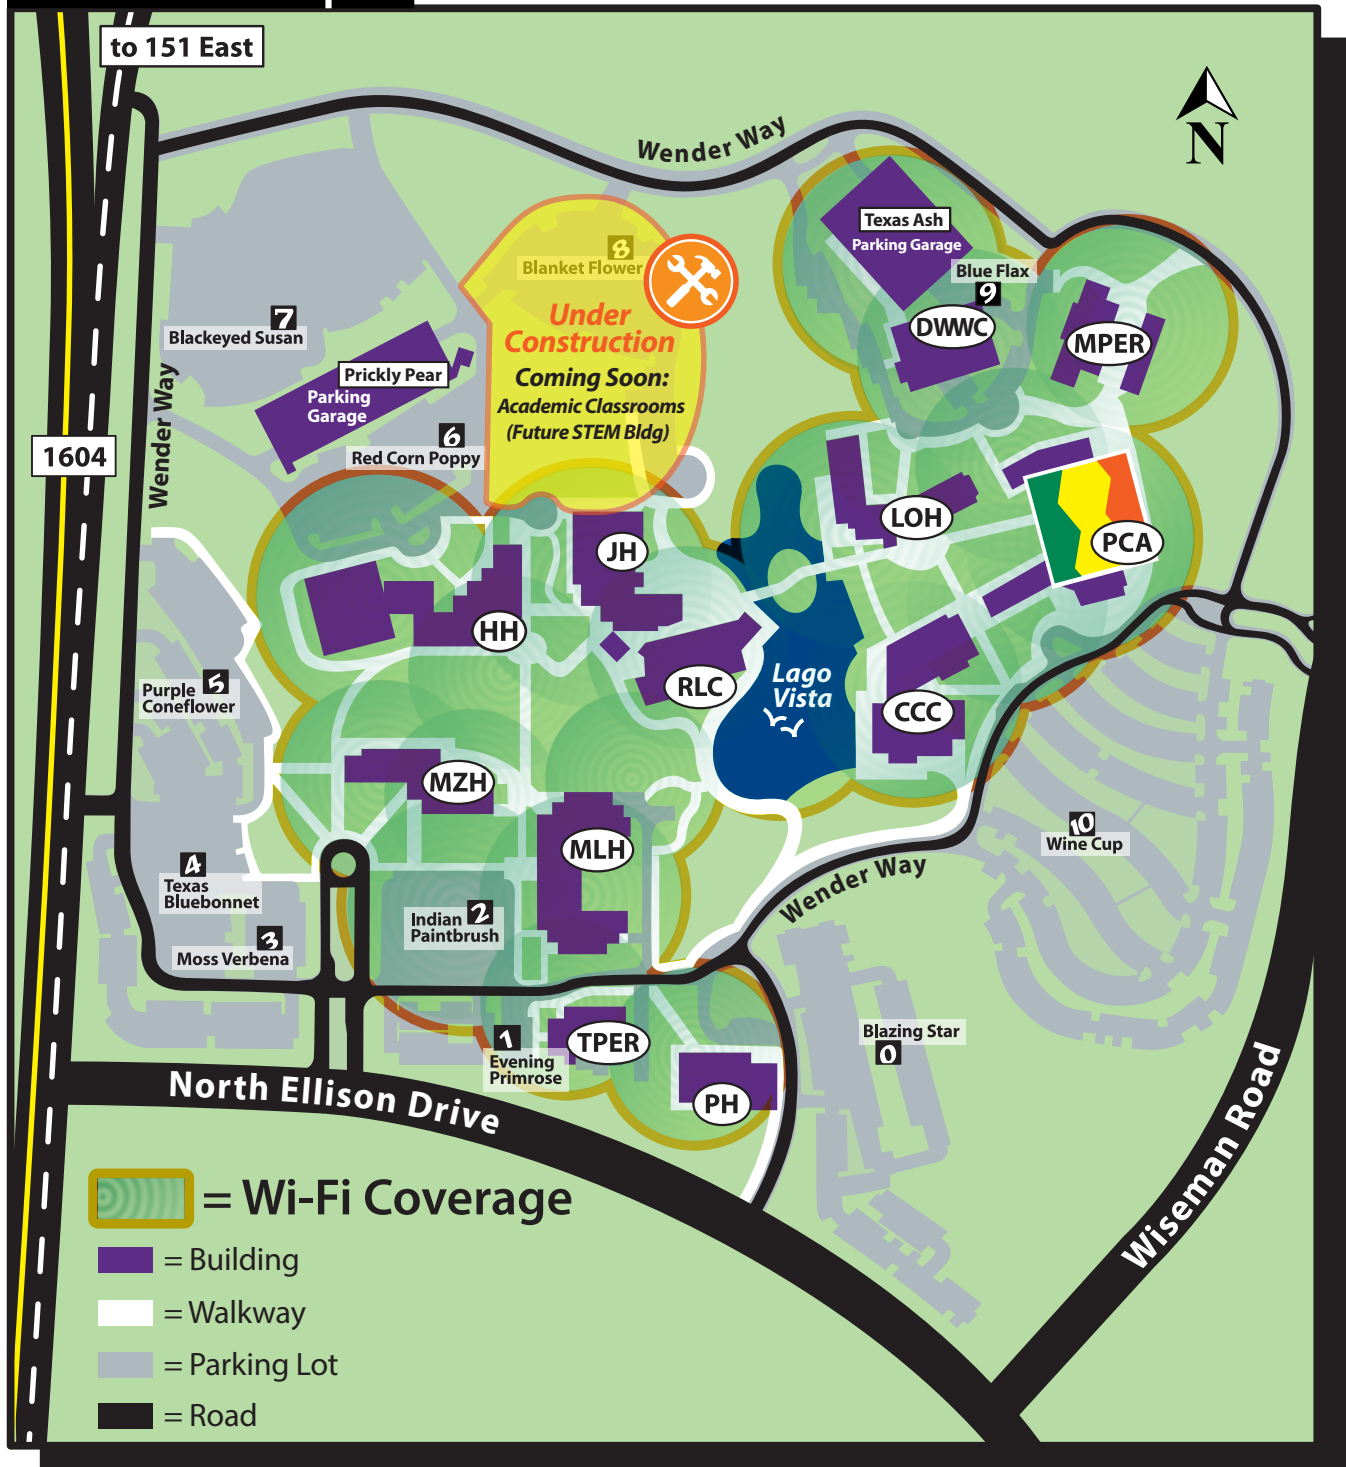 to 151 East
N
Wender Way
Texas Ash
Parking Garage
Blue Flax
9
DWWC
MPER
8
Blanket Flower
Under
Construction
Coming Soon:
Academic Classrooms
(Future STEM Bldg)
7
Blackeyed Susan
Prickly Pear
Parking
Garage
6
Red Corn Poppy
Wender Way
1604
LOH
PCA
JH
HH
RLC
Lago
Vista
CCC
5
Purple
Coneflower
MZH
MLH
10
Wine Cup
Wender Way
4
Texas
Bluebonnet
3
Moss Verbena
2
Indian
Paintbrush
1
Evening
Primrose
TPER
PH
Blazing Star
0
North Ellison Drive
Wiseman Road
= Wi-Fi Coverage
= Building
= Walkway
= Parking Lot
= Road